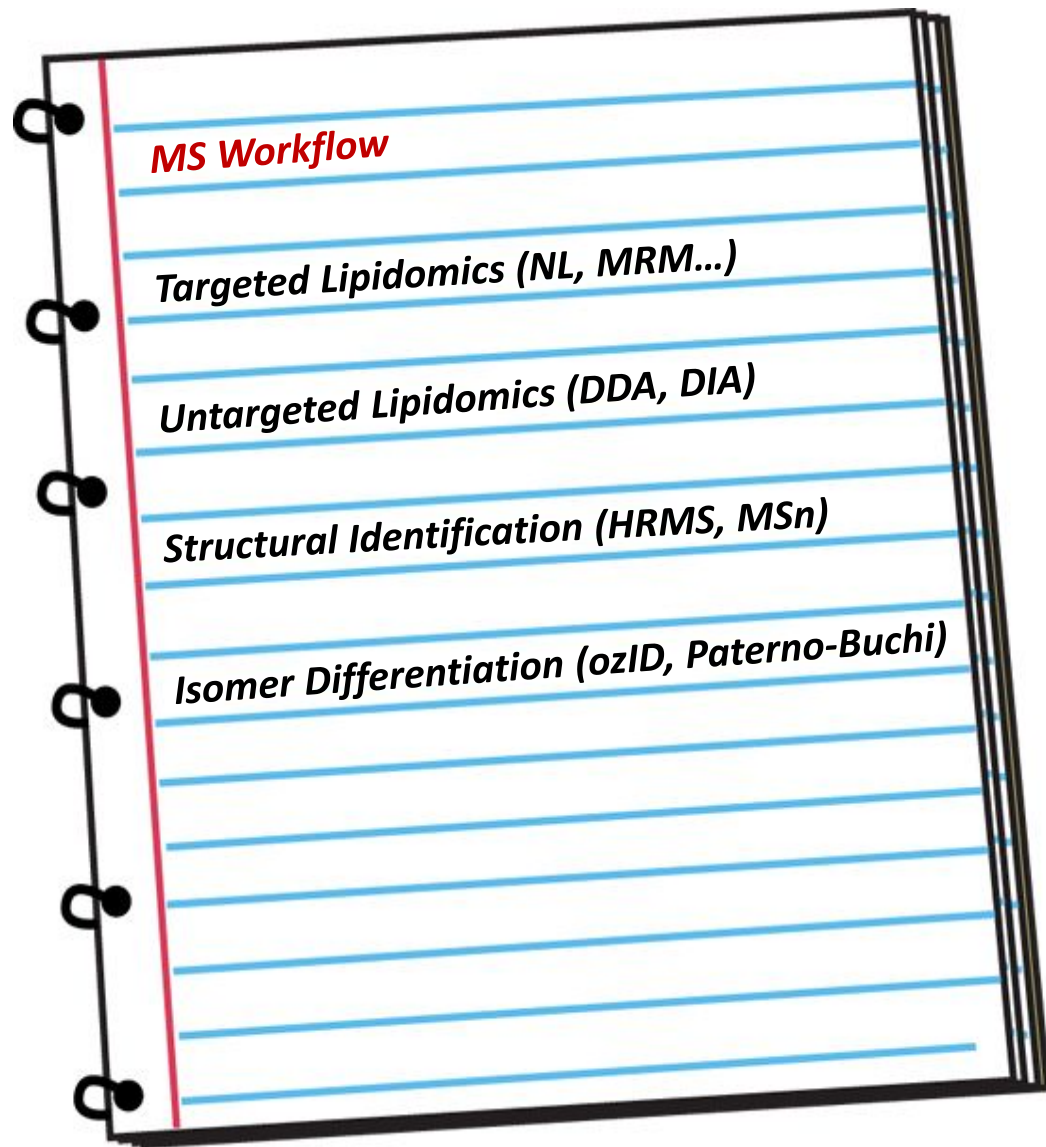 MS Workflow
Targeted Lipidomics (NL, MRM…)
Untargeted Lipidomics (DDA, DIA)
Structural Identification (HRMS, MSn)
Isomer Differentiation (ozID, Paterno-Buchi)